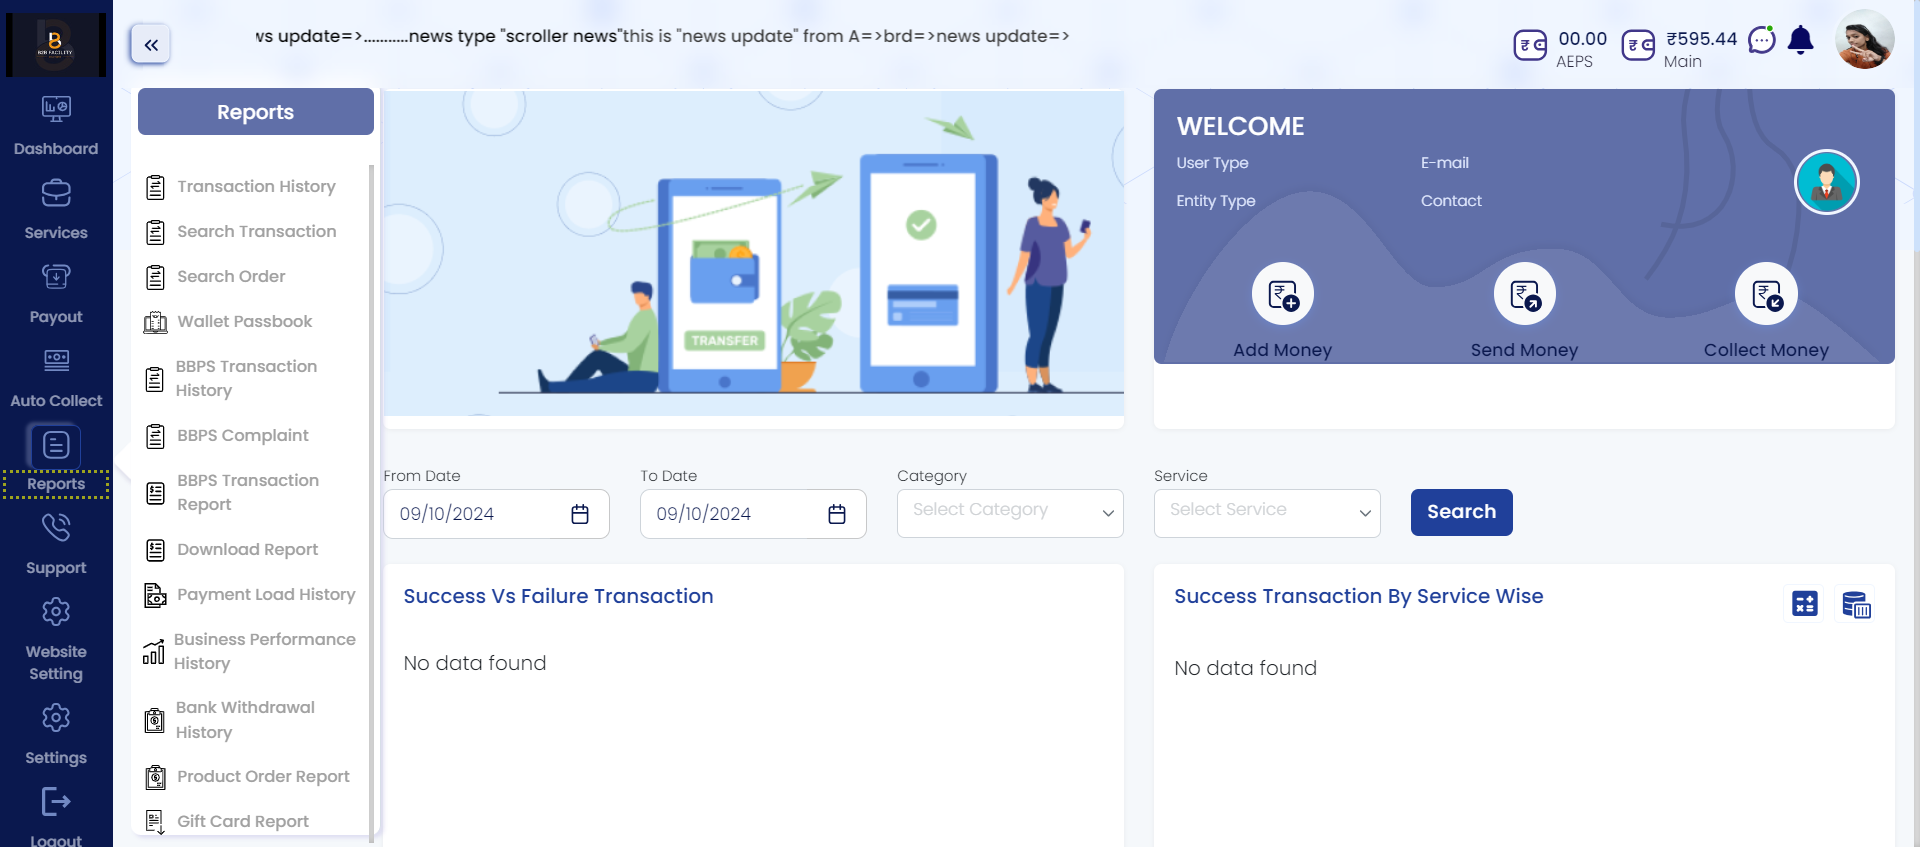 B2B FACILITY
ws update=>...........news type "scroller news"this is "news update" from A=>brd=>news update=>
00.00
AEPS
₹595.44
Main
Dashboard
Services
Payout
Auto Collect
Reports
Support
Website
Setting
Settings
Logout
Reports
Transaction History
Search Transaction
Search Order
Wallet Passbook
BBPS Transaction
History
BBPS Complaint
BBPS Transaction
Report
Download Report
Payment Load History
Business Performance
History
Bank Withdrawal
History
Product Order Report
Gift Card Report
TRANSFER
WELCOME
User Type
E-mail
Entity Type
Contact
Add Money
Send Money
Collect Money
From Date
09/10/2024
To Date
09/10/2024
Category
Select Category
Service
Select Service
Search
Success Vs Failure Transaction
No data found
Success Transaction By Service Wise
No data found